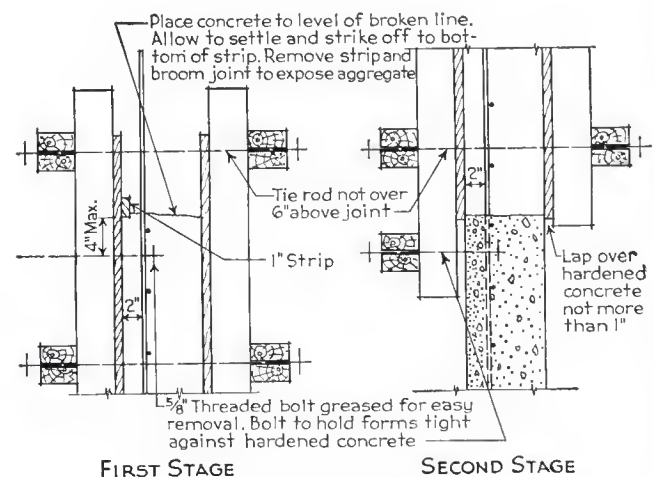 Place concrete to level of broken line.
Allow to settle and strike off to bot-
tom of strip. Remove strip and
broom joint to expose aggregate
Tie rod not over
6" above joint
4" Max.
1" Strip
2"
2"
Lap over
hardened
concrete
not more
than 1"
5/8" Threaded bolt greased for easy
removal. Bolt to hold forms tight
against hardened concrete
FIRST STAGE
SECOND STAGE